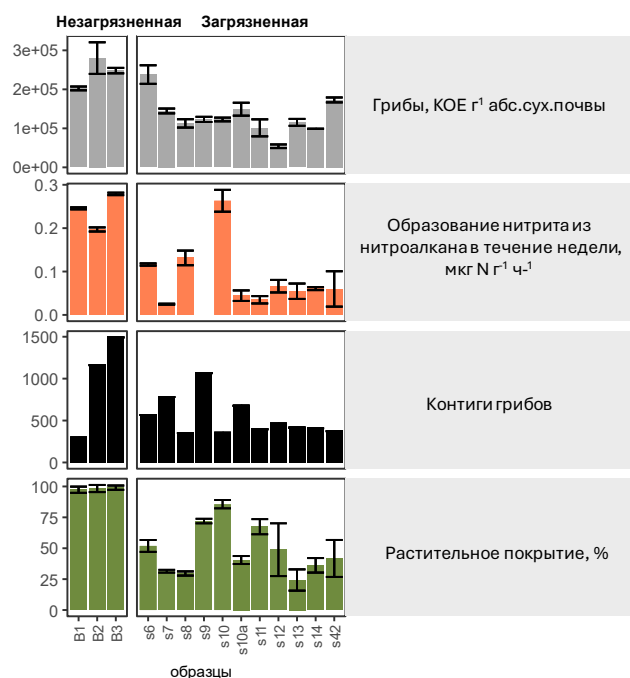 Незагрязненная Загрязненная
3e+05
2e+05
1e+05
0e+00
Грибы, КОЕ г¹ абс.сух.почвы
0.3
0.2
0.1
0.0
Образование нитрита из
нитроалкана в течение недели,
мкг N г⁻¹ ч-¹
1500
1000
500
0
Контиги грибов
100
75
50
25
0
Растительное покрытие, %
B1 B2 B3 s6 s7 s8 s9 s10 s10a s11 s12 s13 s14 s42
образцы